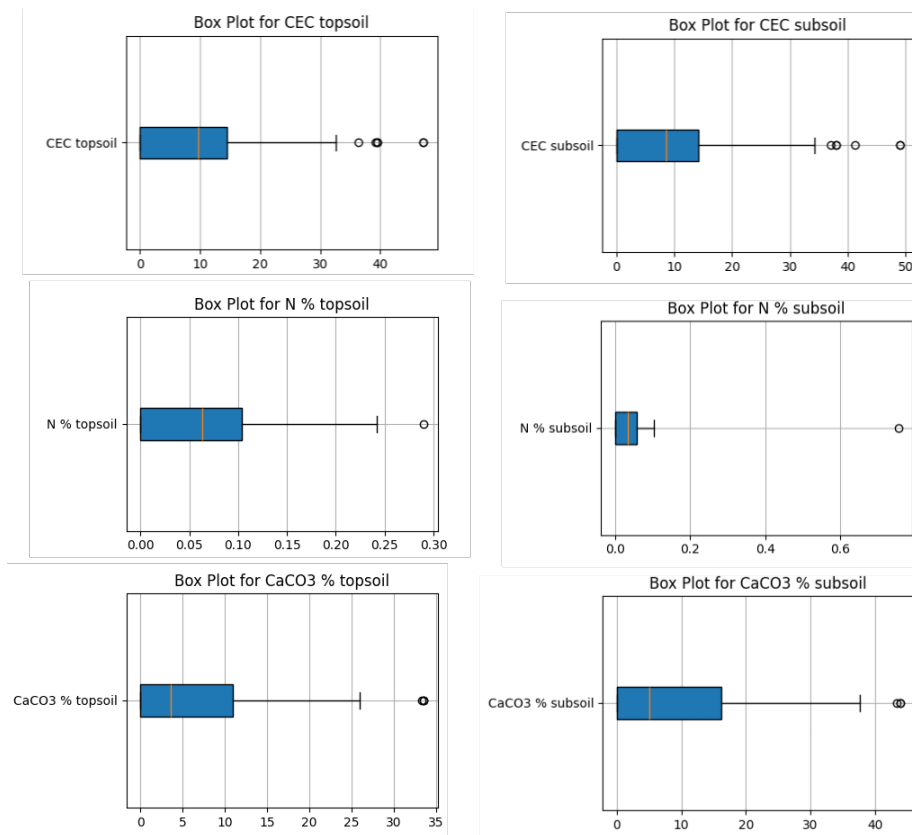 Box Plot for CEC topsoil
CEC topsoil
0 10 20 30 40
Box Plot for CEC subsoil
CEC subsoil
0 10 20 30 40 50
Box Plot for N % topsoil
N % topsoil
0.00 0.05 0.10 0.15 0.20 0.25 0.30
Box Plot for N % subsoil
N % subsoil
0.0 0.2 0.4 0.6
Box Plot for CaCO3 % topsoil
CaCO3 % topsoil
0 5 10 15 20 25 30 35
Box Plot for CaCO3 % subsoil
CaCO3 % subsoil
0 10 20 30 40